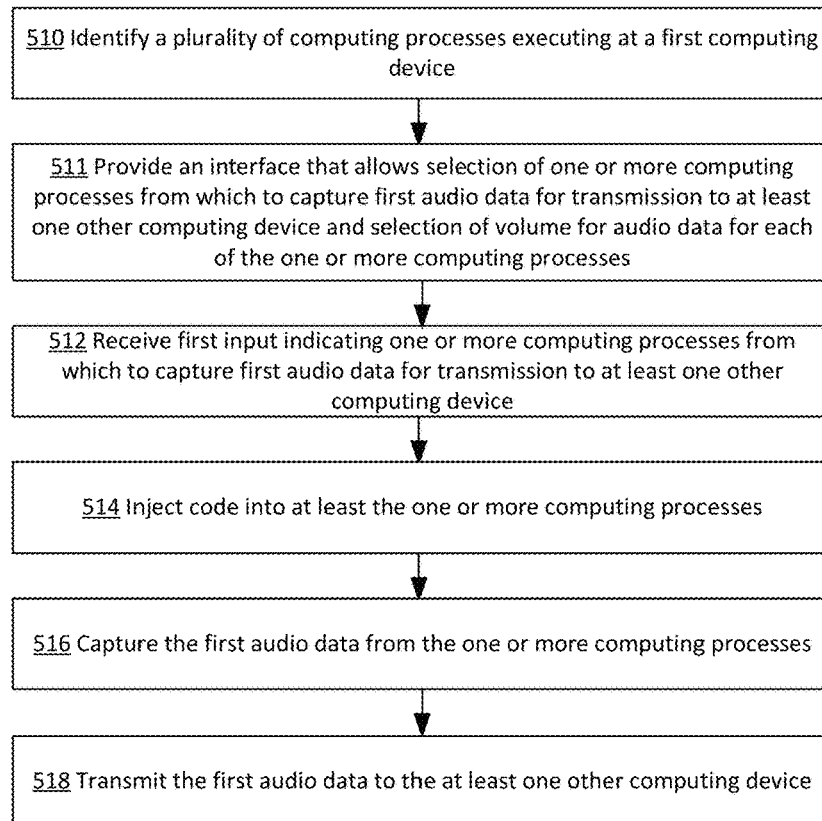 510 Identify a plurality of computing processes executing at a first computing
device
511 Provide an interface that allows selection of one or more computing
processes from which to capture first audio data for transmission to at least
one other computing device and selection of volume for audio data for each
of the one or more computing processes
512 Receive first input indicating one or more computing processes from
which to capture first audio data for transmission to at least one other
computing device
514 Inject code into at least the one or more computing processes
516 Capture the first audio data from the one or more computing processes
518 Transmit the first audio data to the at least one other computing device